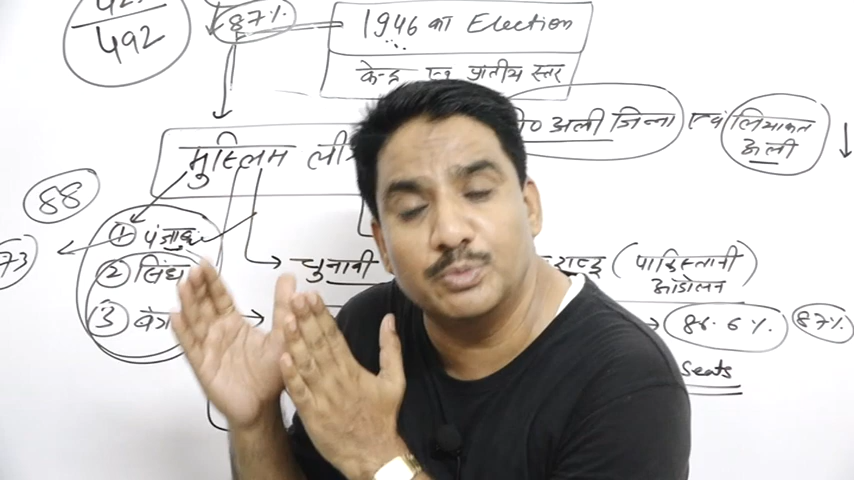 492
87%
1946 का Election
केन्द्र एवं प्रांतीय स्तर
अली जिन्ना एवं लियाकत
अली
मुस्लिम
88
① पंजाब
73
② सिंध
③
चुनावी
राष्ट्र (पाकिस्तानी)
आंदोलन
86.6%
87%
Seats